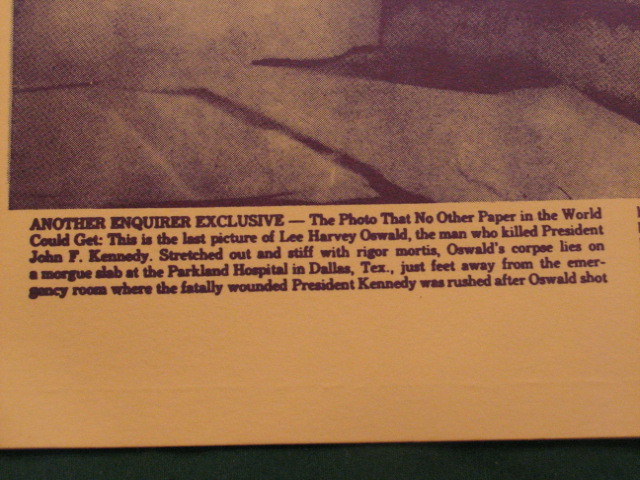 ANOTHER ENQUIRER EXCLUSIVE — The Photo That No Other Paper in the World
Could Get: This is the last picture of Lee Harvey Oswald, the man who killed President
John F. Kennedy. Stretched out and stiff with rigor mortis, Oswald's corpse lies on
a morgue slab at the Parkland Hospital in Dallas, Tex., just feet away from the emer-
gency room where the fatally wounded President Kennedy was rushed after Oswald shot